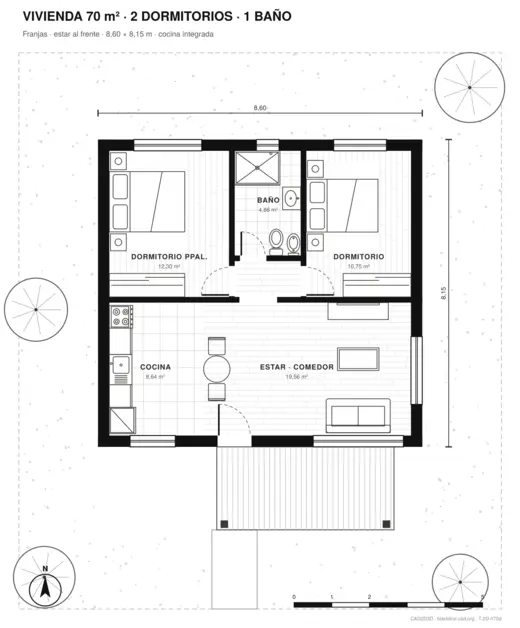 VIVIENDA 70 m² · 2 DORMITORIOS · 1 BAÑO
Franjas · estar al frente · 8,60 × 8,15 m · cocina integrada
8,60
BAÑO
4,86 m²
DORMITORIO PPAL.
12,30 m²
DORMITORIO
10,75 m²
8,15
COCINA
8,64 m²
ESTAR · COMEDOR
19,56 m²
N
0 1 2 5